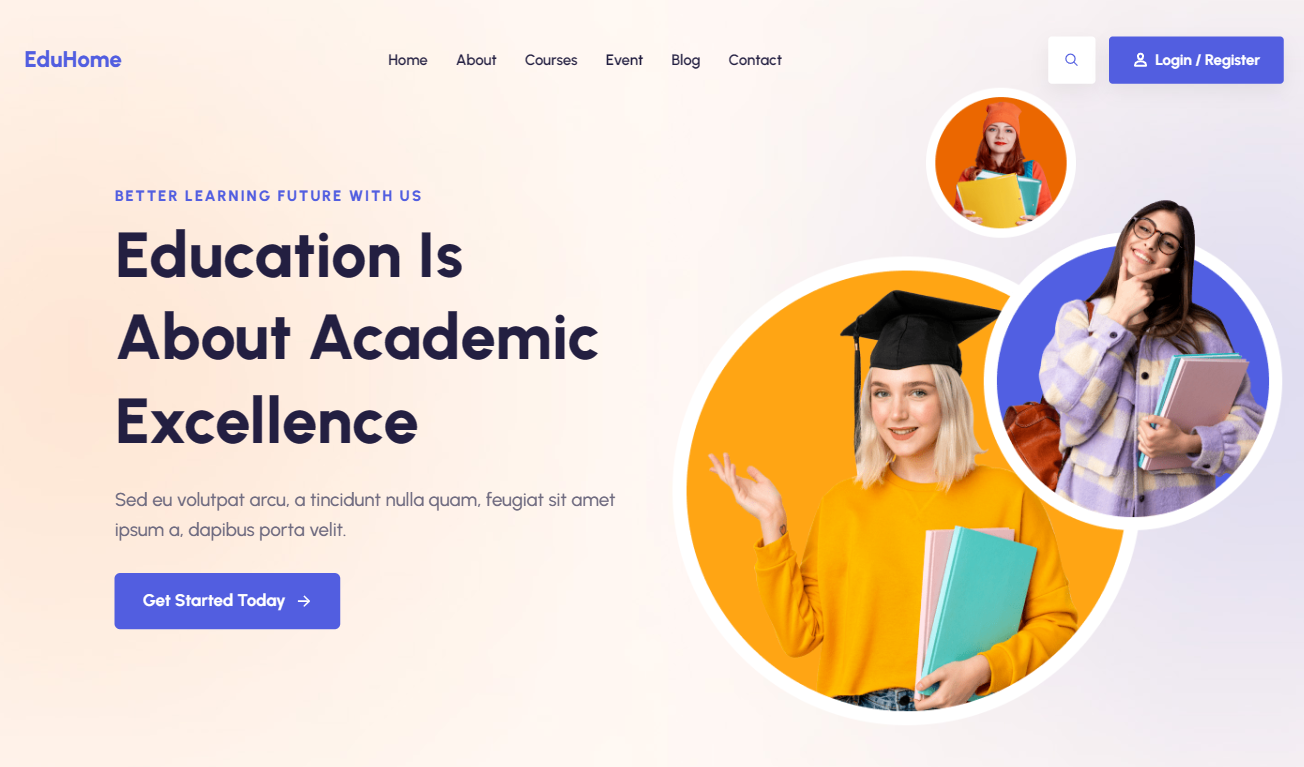 EduHome
Home About Courses Event Blog Contact
Login / Register
BETTER LEARNING FUTURE WITH US
Education Is
About Academic
Excellence
Sed eu volutpat arcu, a tincidunt nulla quam, feugiat sit amet
ipsum a, dapibus porta velit.
Get Started Today